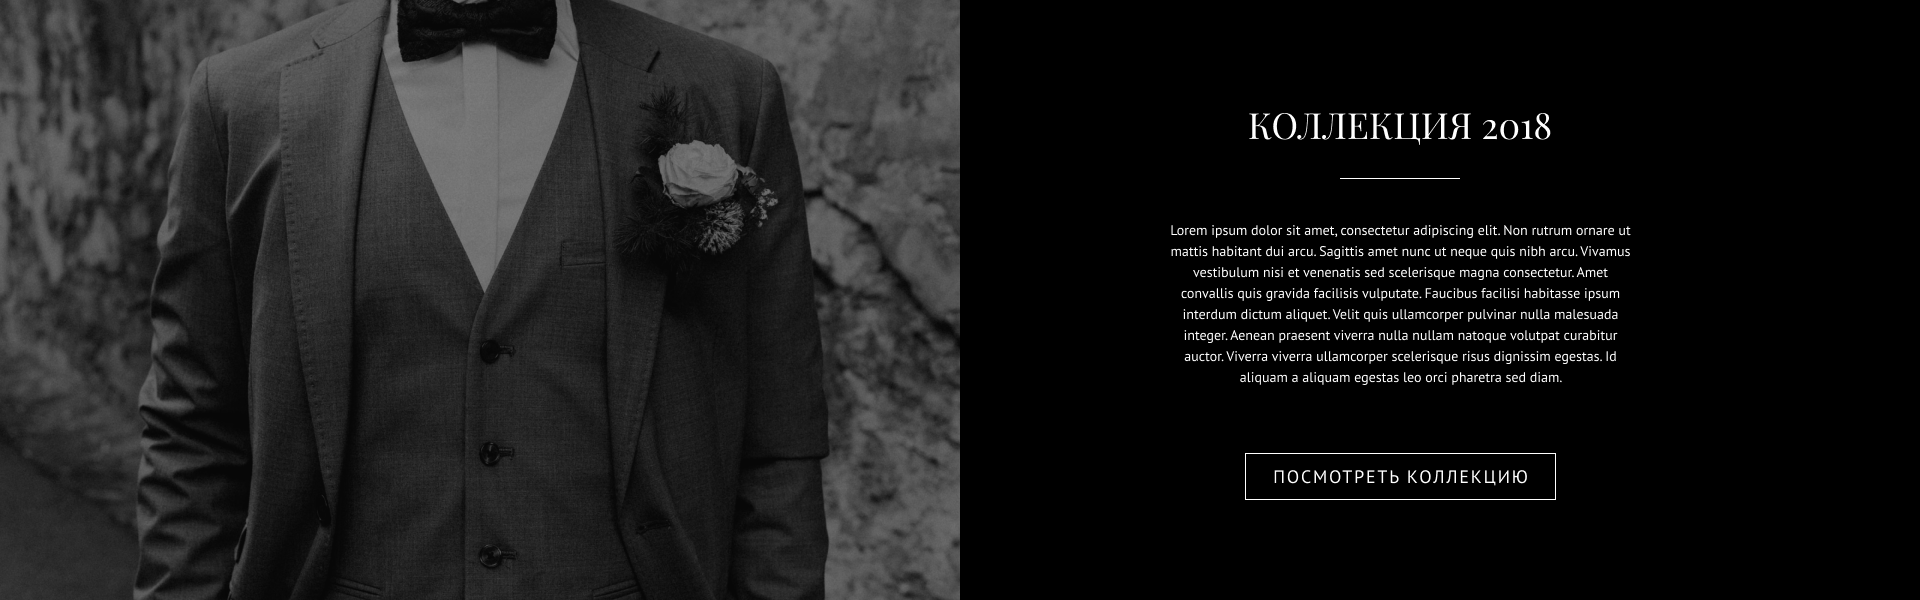 КОЛЛЕКЦИЯ 2018
Lorem ipsum dolor sit amet, consectetur adipiscing elit. Non rutrum ornare ut
mattis habitant dui arcu. Sagittis amet nunc ut neque quis nibh arcu. Vivamus
vestibulum nisi et venenatis sed scelerisque magna consectetur. Amet
convallis quis gravida facilisis vulputate. Faucibus facilisi habitasse ipsum
interdum dictum aliquet. Velit quis ullamcorper pulvinar nulla malesuada
integer. Aenean praesent viverra nulla nullam natoque volutpat curabitur
auctor. Viverra viverra ullamcorper scelerisque risus dignissim egestas. Id
aliquam a aliquam egestas leo orci pharetra sed diam.
ПОСМОТРЕТЬ КОЛЛЕКЦИЮ